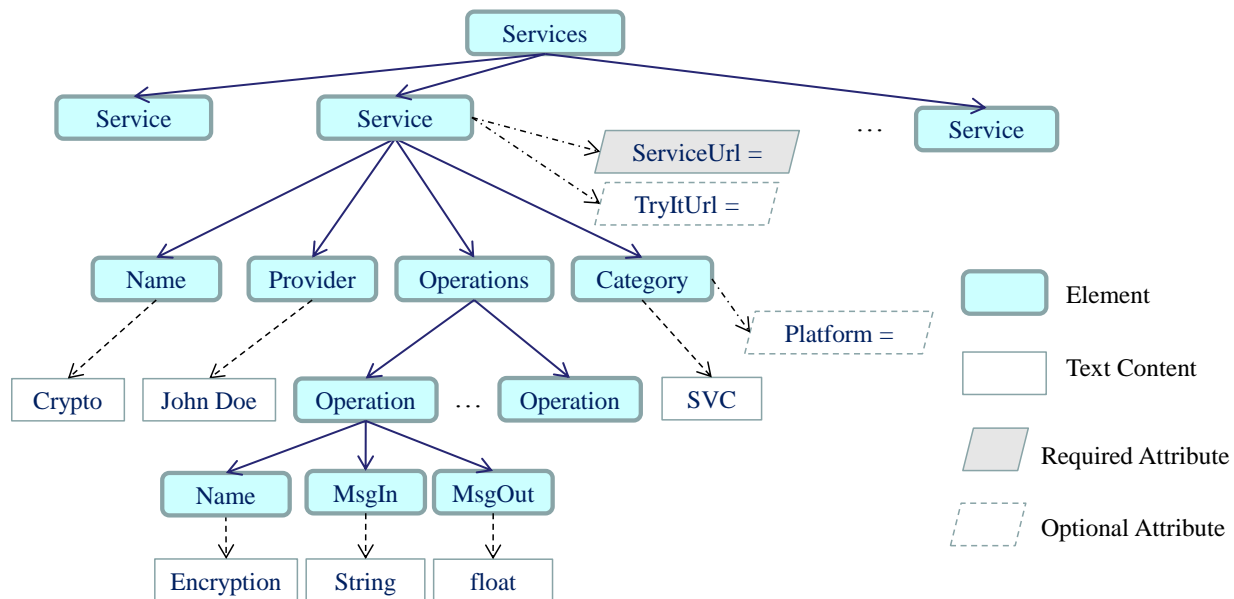 Services
Service
Service
… Service
ServiceUrl =
TryItUrl =
Name
Provider
Operations
Category
Element
Platform =
Text Content
Crypto
John Doe
Operation
…
Operation
SVC
Required Attribute
Name
MsgIn
MsgOut
Optional Attribute
Encryption
String
float